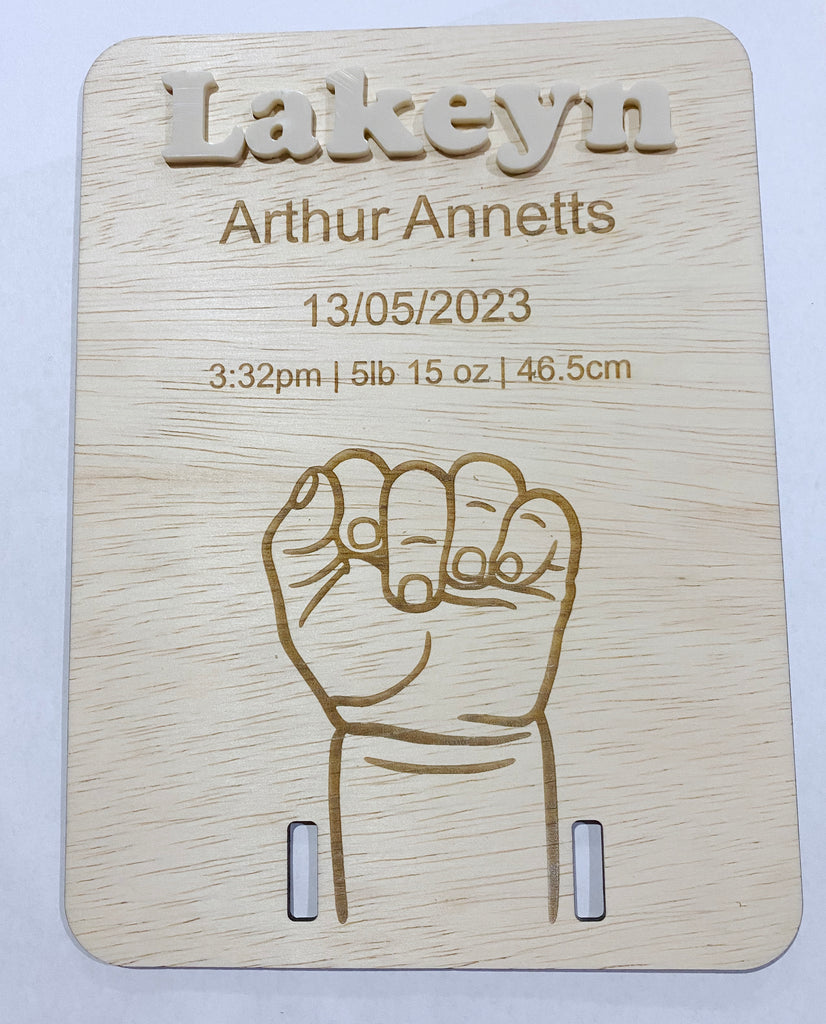 Lakeyn
Arthur Annetts
13/05/2023
3:32pm | 5lb 15 oz | 46.5cm